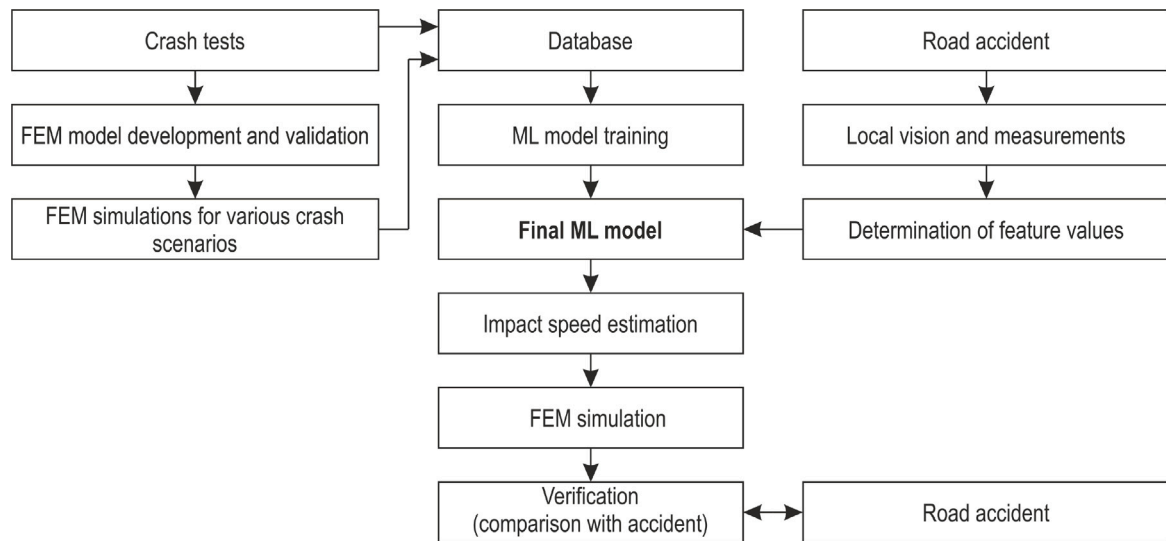 Crash tests
Database
Road accident
FEM model development and validation
ML model training
Local vision and measurements
FEM simulations for various crash
scenarios
Final ML model
Determination of feature values
Impact speed estimation
FEM simulation
Verification
(comparison with accident)
Road accident